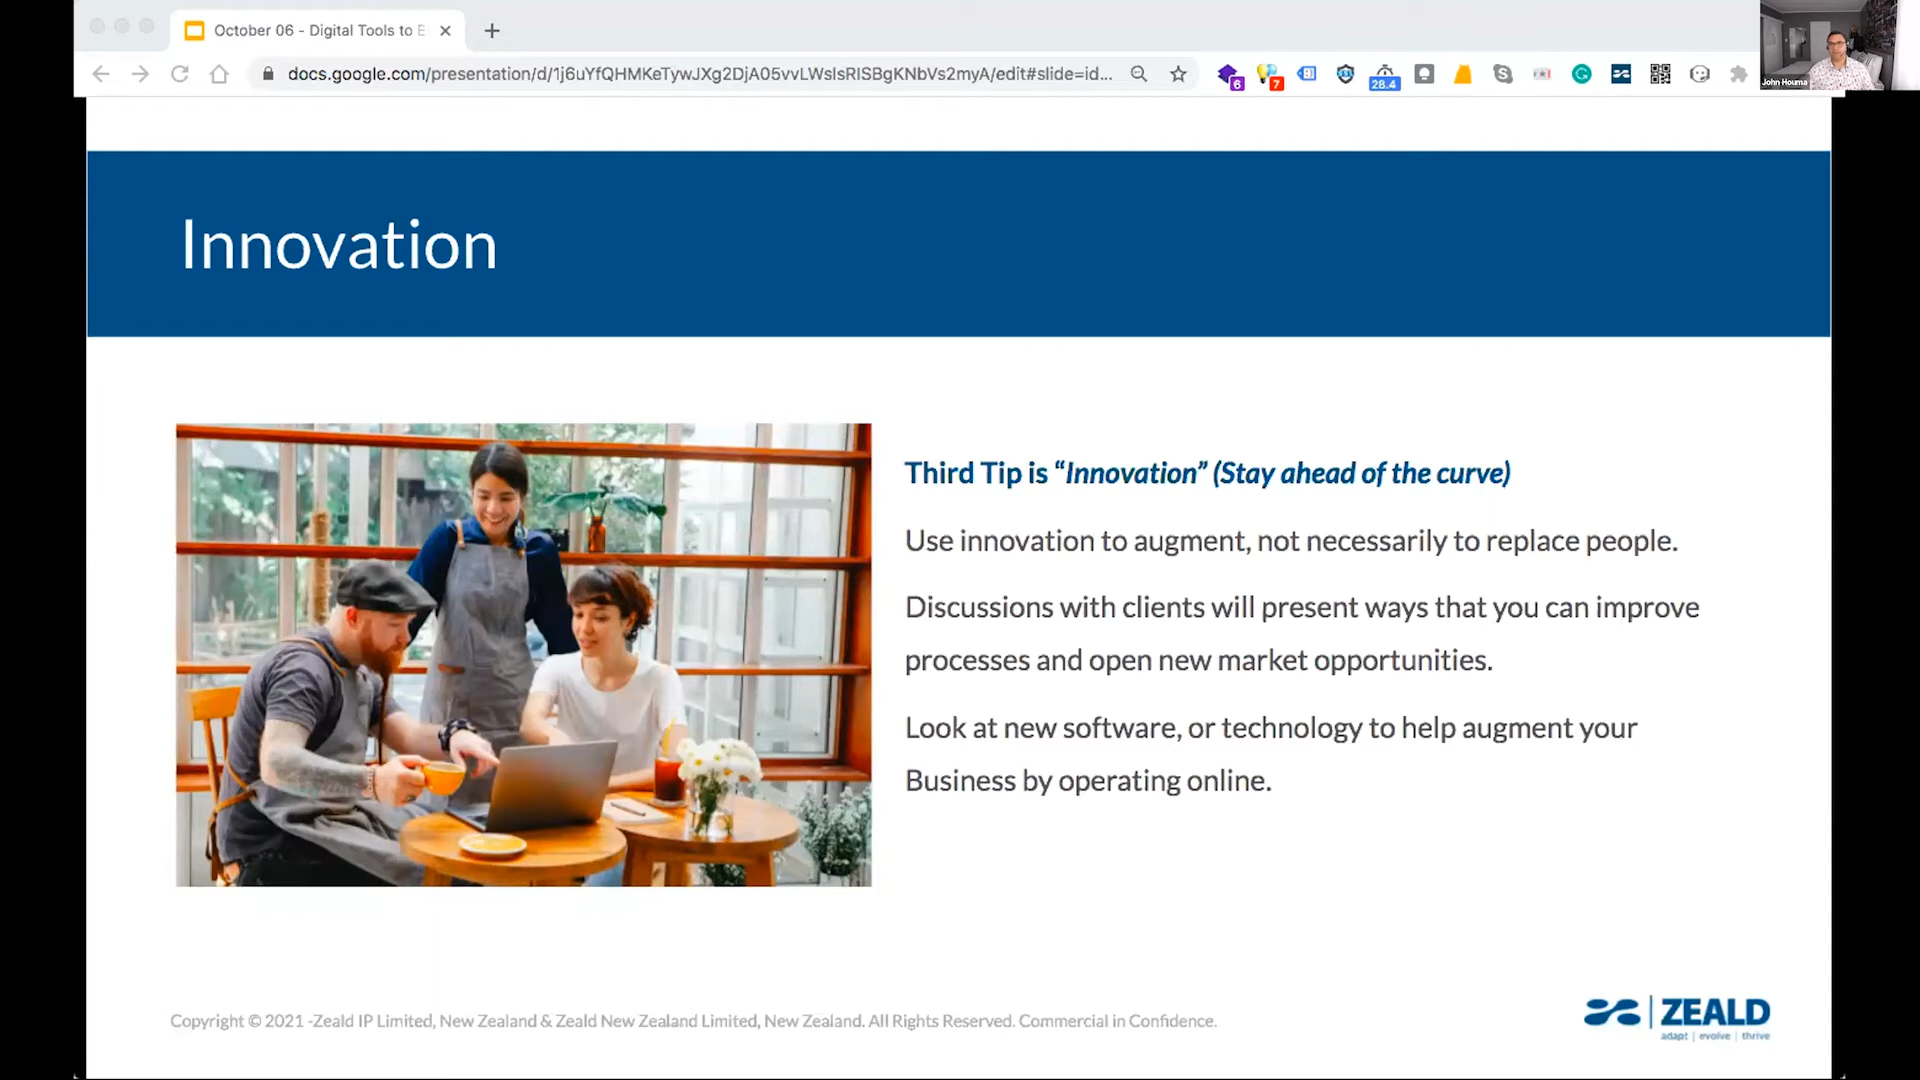 October 06 - Digital Tools to E
docs.google.com/presentation/d/1j6uYfQHMKeTywJXg2DjA05vvLWsIsRISBgKNbVs2myA/edit#slide=id...
6
7
28.4
John Houma
Innovation
Third Tip is “Innovation” (Stay ahead of the curve)
Use innovation to augment, not necessarily to replace people.
Discussions with clients will present ways that you can improve
processes and open new market opportunities.
Look at new software, or technology to help augment your
Business by operating online.
Copyright © 2021 -Zeald IP Limited, New Zealand & Zeald New Zealand Limited, New Zealand. All Rights Reserved. Commercial in Confidence.
ZEALD
adapt | evolve | thrive